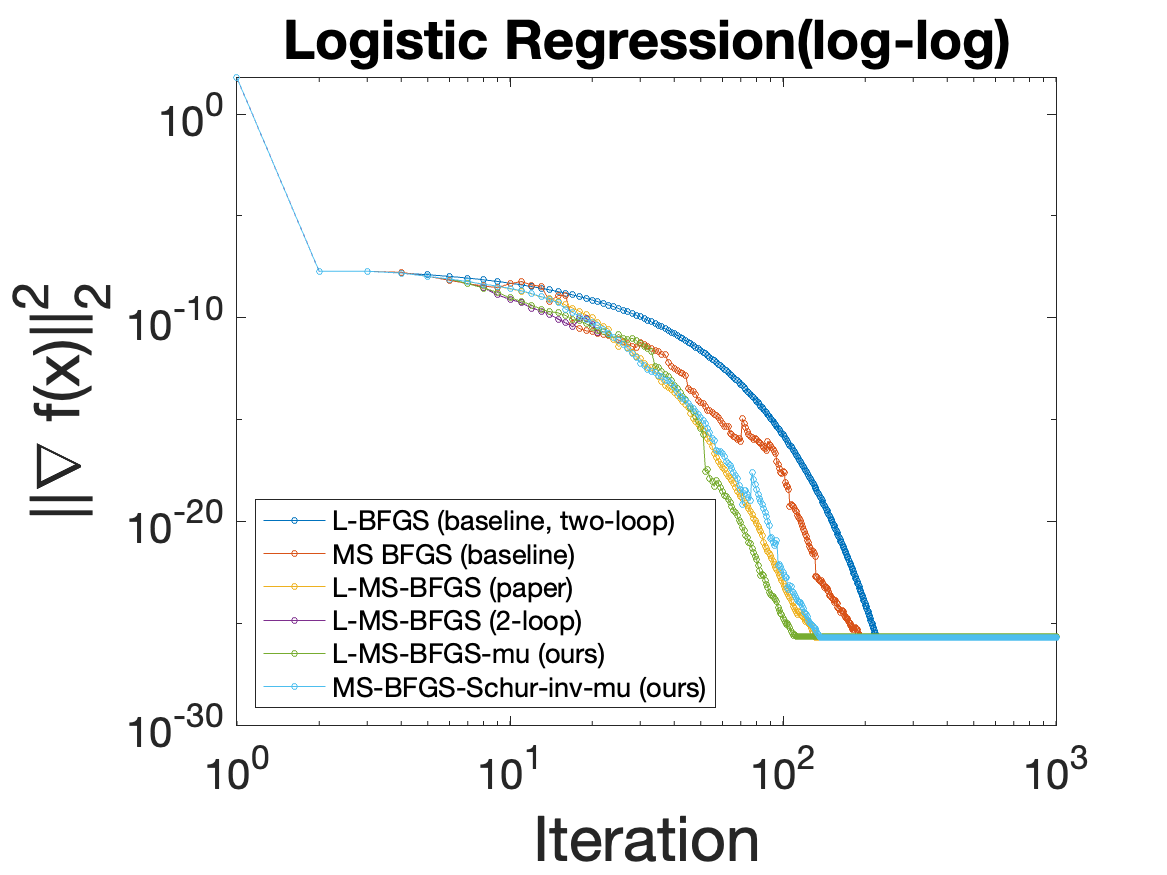 Logistic Regression(log-log)
10^0
10^-10
10^-20
10^-30
||∇ f(x)||_2^2
L-BFGS (baseline, two-loop)
MS BFGS (baseline)
L-MS-BFGS (paper)
L-MS-BFGS (2-loop)
L-MS-BFGS-mu (ours)
MS-BFGS-Schur-inv-mu (ours)
10^0 10^1 10^2 10^3
Iteration